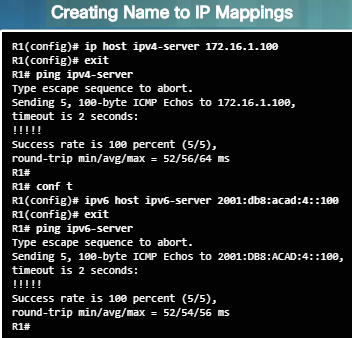 Creating Name to IP Mappings
R1(config)# ip host ipv4-server 172.16.1.100
R1(config)# exit
R1# ping ipv4-server
Type escape sequence to abort.
Sending 5, 100-byte ICMP Echos to 172.16.1.100,
timeout is 2 seconds:
!!!!!
Success rate is 100 percent (5/5),
round-trip min/avg/max = 52/56/64 ms
R1#
R1# conf t
R1(config)# ipv6 host ipv6-server 2001:db8:acad:4::100
R1(config)# exit
R1# ping ipv6-server
Type escape sequence to abort.
Sending 5, 100-byte ICMP Echos to 2001:DB8:ACAD:4::100,
timeout is 2 seconds:
!!!!!
Success rate is 100 percent (5/5),
round-trip min/avg/max = 52/54/56 ms
R1#